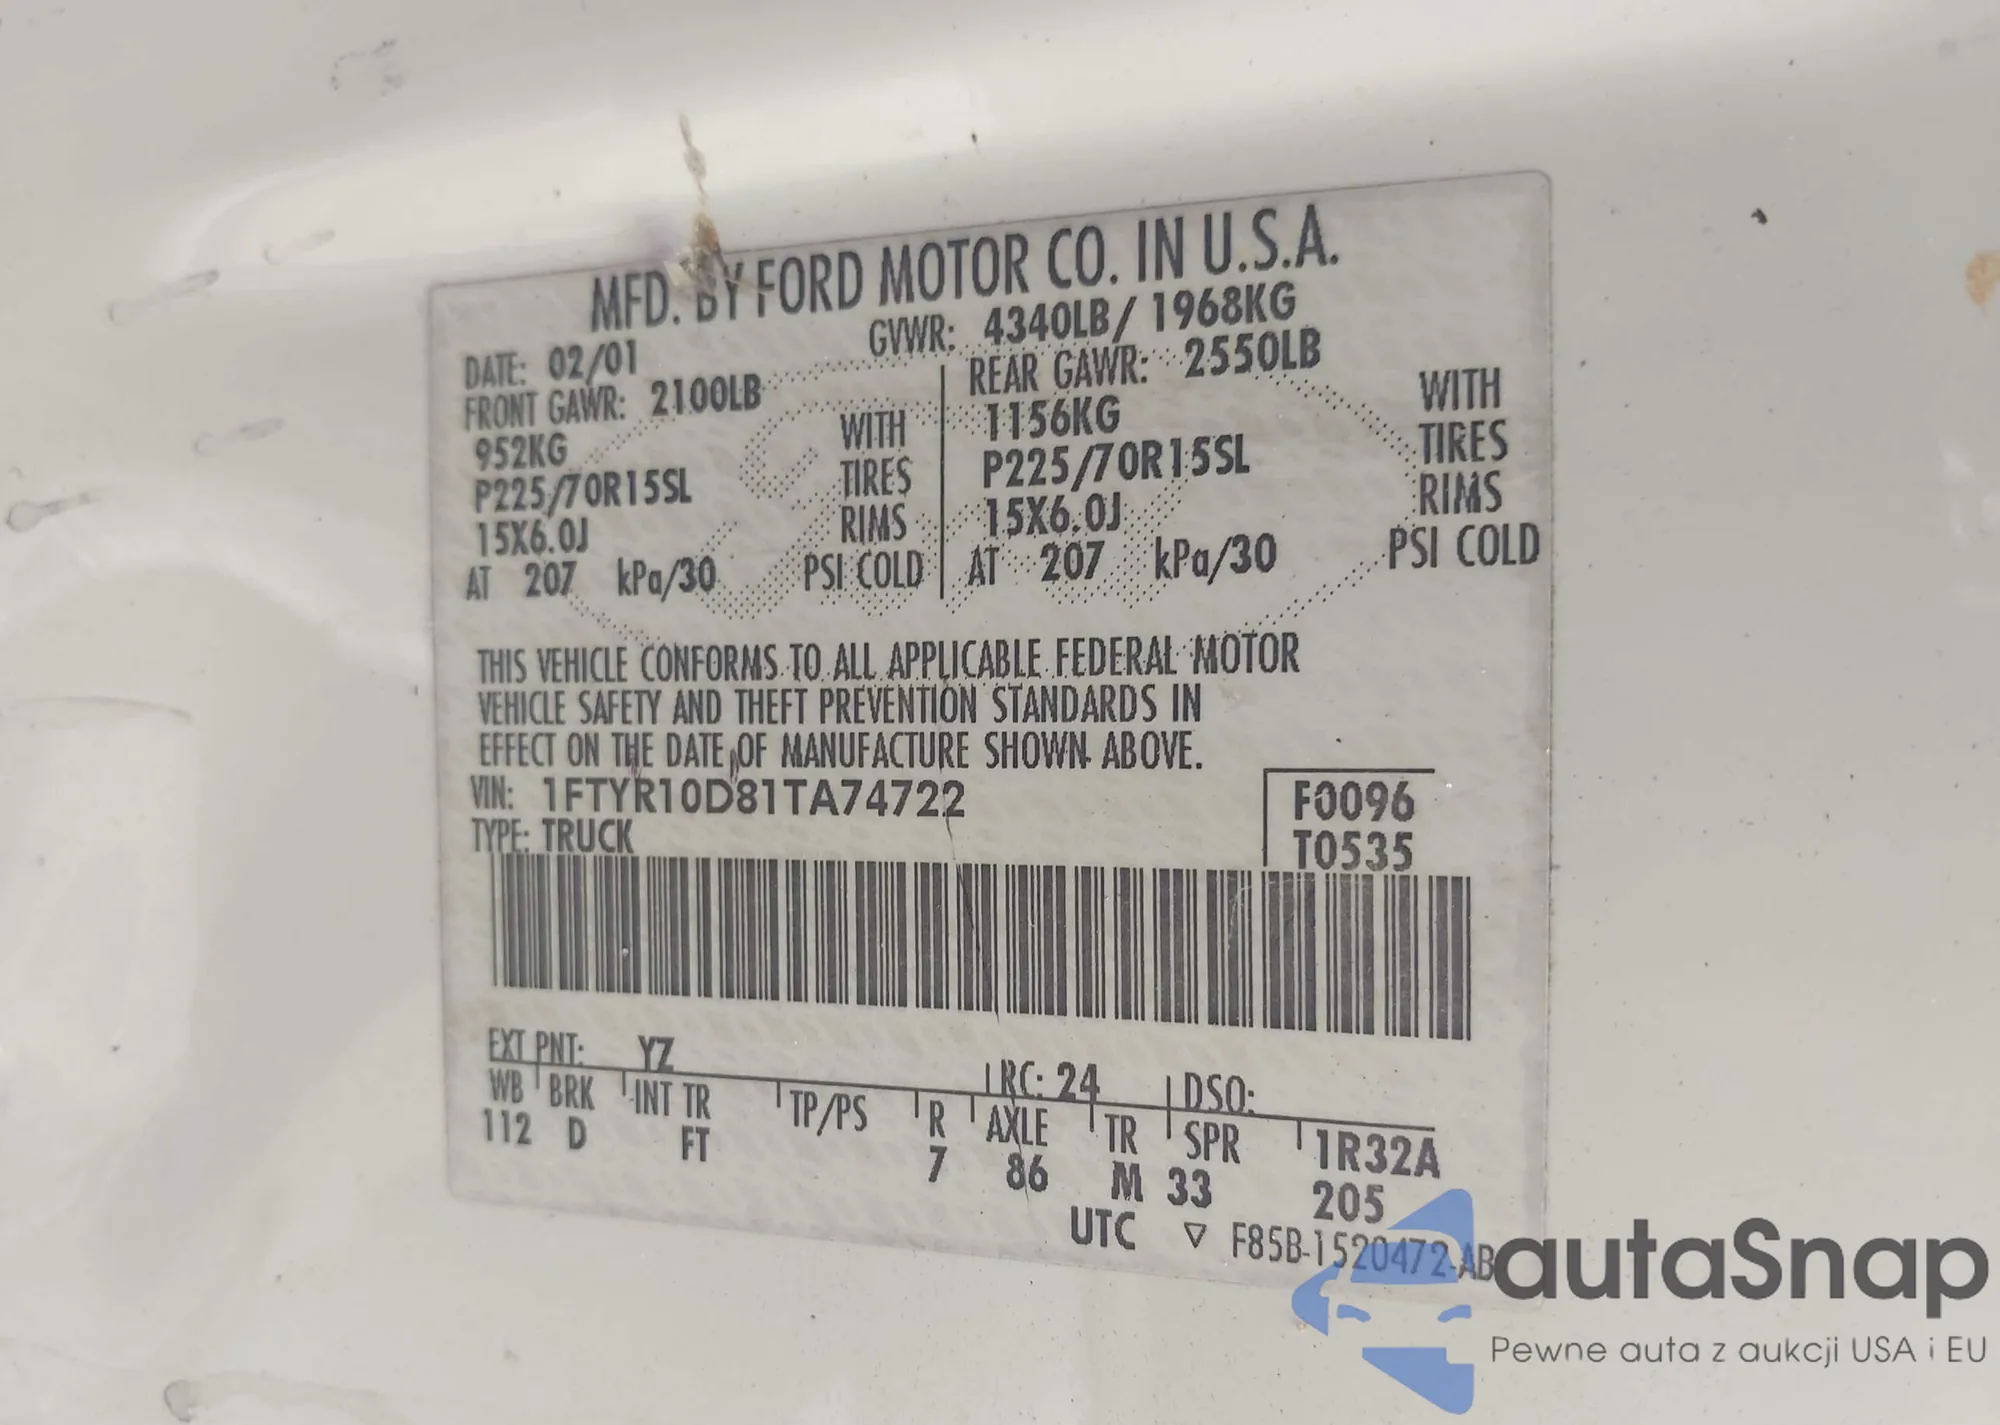 MFD. BY FORD MOTOR CO. IN U.S.A.
DATE: 02/01 GVWR: 4340LB/ 1968KG
FRONT GAWR: 2100LB REAR GAWR: 2550LB
952KG WITH 1156KG WITH
P225/70R15SL TIRES P225/70R15SL TIRES
15X6.0J RIMS 15X6.0J RIMS
AT 207 kPa/30 PSI COLD AT 207 kPa/30 PSI COLD
THIS VEHICLE CONFORMS TO ALL APPLICABLE FEDERAL MOTOR
VEHICLE SAFETY AND THEFT PREVENTION STANDARDS IN
EFFECT ON THE DATE OF MANUFACTURE SHOWN ABOVE.
VIN: 1FTYR10D81TA74722 F0096
TYPE: TRUCK T0535
EXT PNT: YZ RC: 24 DSO:
WB BRK INT TR TP/PS R AXLE TR SPR 1R32A
112 D FT 7 86 M 33 205
UTC ▽ F85B-1520472-AB
autaSnap
Pewne auta z aukcji USA i EU